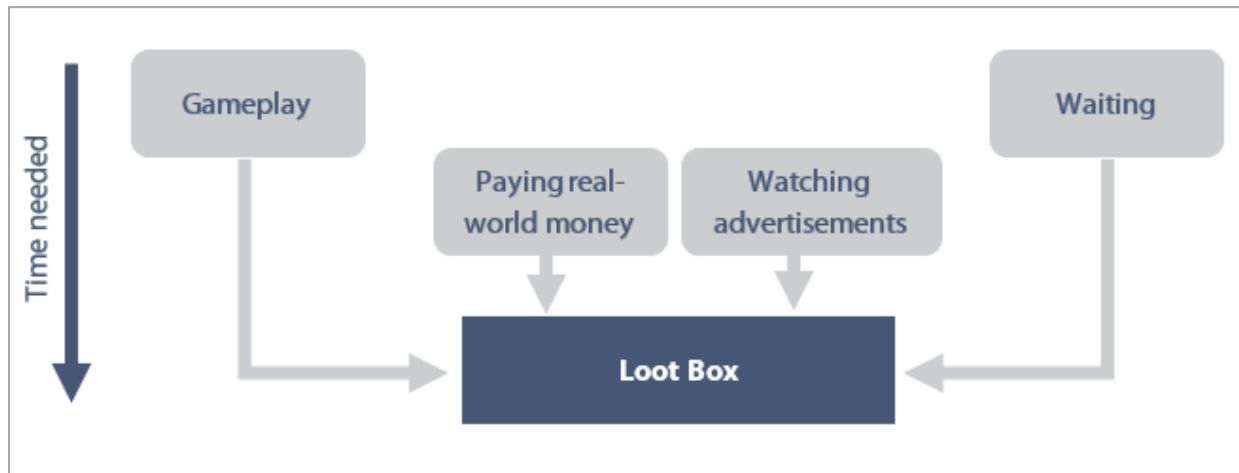 Gameplay
Waiting
Time needed
Paying real-
world money
Watching
advertisements
Loot Box